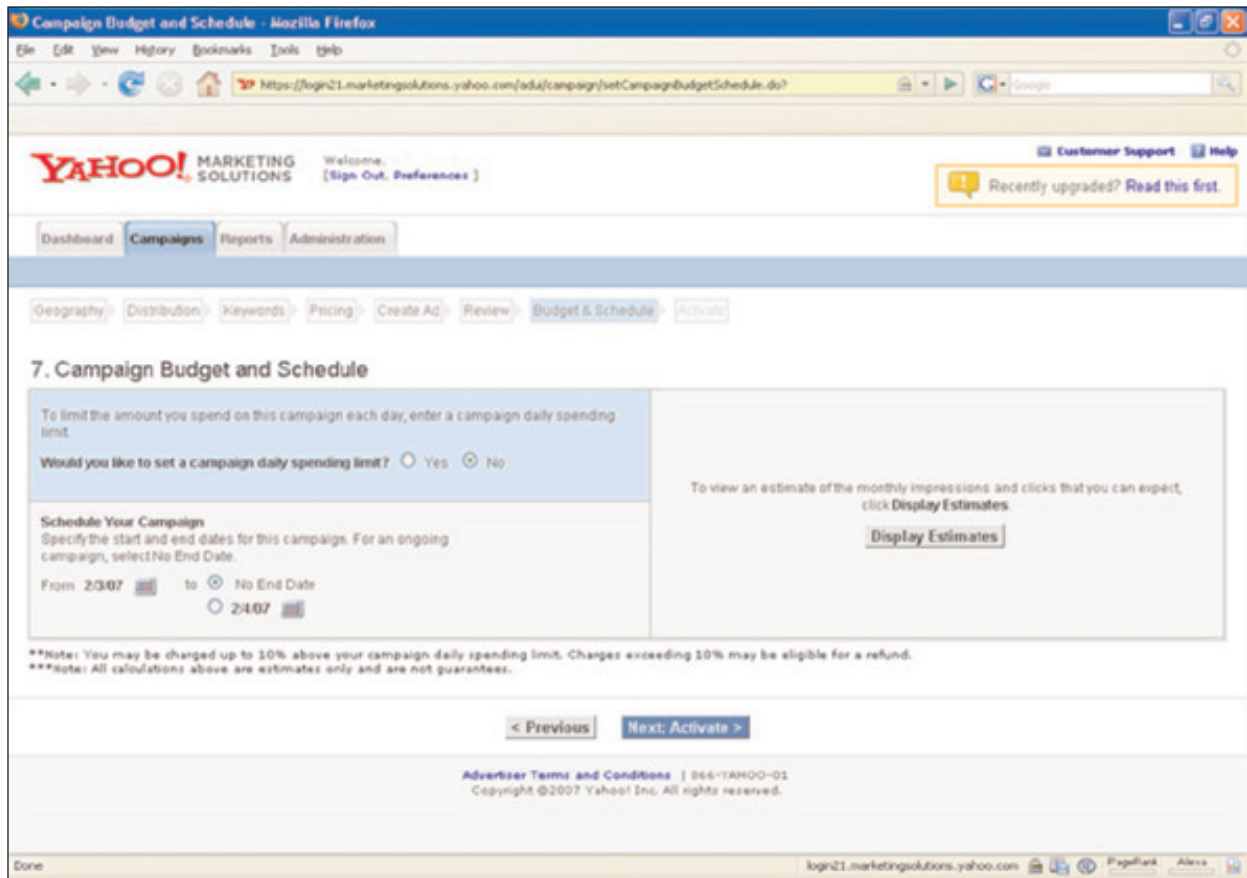 Campaign Budget and Schedule - Mozilla Firefox
File Edit View History Bookmarks Tools Help
https://login21.marketingsolutions.yahoo.com/adui/campaign/setCampaignBudgetSchedule.do?
Google
YAHOO! MARKETING SOLUTIONS
Welcome,
[Sign Out, Preferences ]
Customer Support Help
Recently upgraded? Read this first.
Dashboard Campaigns Reports Administration
Geography Distribution Keywords Pricing Create Ad Review Budget & Schedule Activate
7. Campaign Budget and Schedule
To limit the amount you spend on this campaign each day, enter a campaign daily spending
limit.
Would you like to set a campaign daily spending limit? Yes No
Schedule Your Campaign
Specify the start and end dates for this campaign. For an ongoing
campaign, select No End Date.
From 2/3/07 to No End Date
2/4/07
To view an estimate of the monthly impressions and clicks that you can expect,
click Display Estimates.
Display Estimates
**Note: You may be charged up to 10% above your campaign daily spending limit. Charges exceeding 10% may be eligible for a refund.
***Note: All calculations above are estimates only and are not guarantees.
< Previous Next: Activate >
Advertiser Terms and Conditions | 866-YAHOO-01
Copyright ©2007 Yahoo! Inc. All rights reserved.
Done login21.marketingsolutions.yahoo.com PageRank Alexa